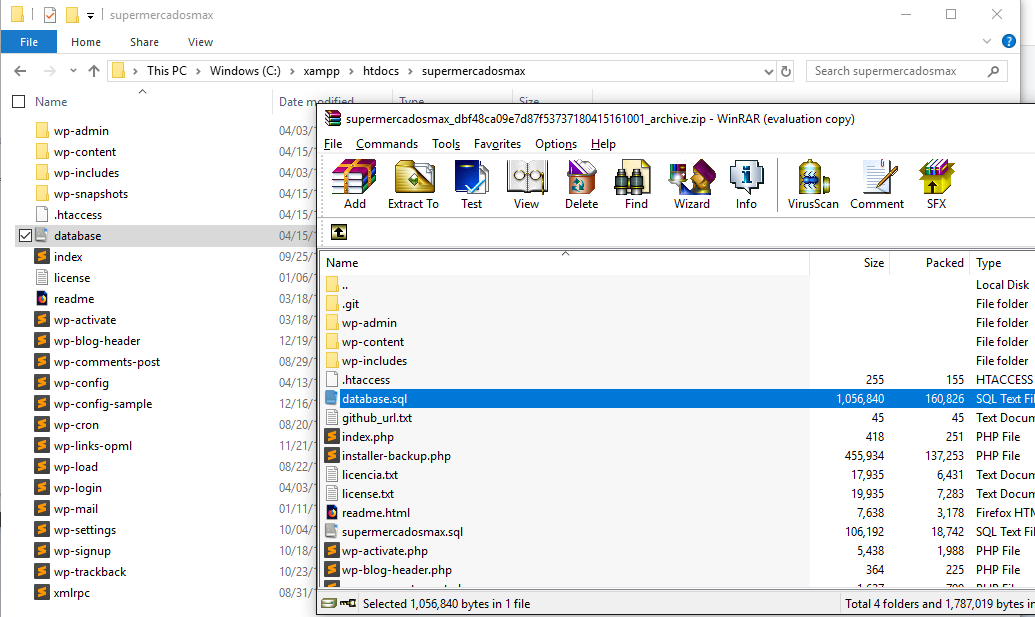 supermercadosmax
File Home Share View
This PC Windows (C:) xampp htdocs supermercadosmax
Search supermercadosmax
Name Date modified Type Size
wp-admin 04/03/
wp-content 04/15/
wp-includes 04/03/
wp-snapshots 04/15/
.htaccess 04/15/
database 04/15/
index 09/25/
license 01/06/
readme 03/18/
wp-activate 03/18/
wp-blog-header 12/19/
wp-comments-post 08/29/
wp-config 04/13/
wp-config-sample 12/16/
wp-cron 08/20/
wp-links-opml 11/21/
wp-load 08/22/
wp-login 04/03/
wp-mail 01/11/
wp-settings 10/04/
wp-signup 10/18/
wp-trackback 10/23/
xmlrpc 08/31/
supermercadosmax_dbf48ca09e7d87f53737180415161001_archive.zip - WinRAR (evaluation copy)
File Commands Tools Favorites Options Help
Add Extract To Test View Delete Find Wizard Info VirusScan Comment SFX
Name Size Packed Type
.. Local Disk
.git File folder
wp-admin File folder
wp-content File folder
wp-includes File folder
.htaccess 255 155 HTACCESS
database.sql 1,056,840 160,826 SQL Text Fi
github_url.txt 45 45 Text Docum
index.php 418 251 PHP File
installer-backup.php 455,934 137,253 PHP File
licencia.txt 17,935 6,431 Text Docum
license.txt 19,935 7,283 Text Docum
readme.html 7,638 3,178 Firefox HTM
supermercadosmax.sql 106,192 18,742 SQL Text Fi
wp-activate.php 5,438 1,988 PHP File
wp-blog-header.php 364 225 PHP File
Selected 1,056,840 bytes in 1 file
Total 4 folders and 1,787,019 bytes in